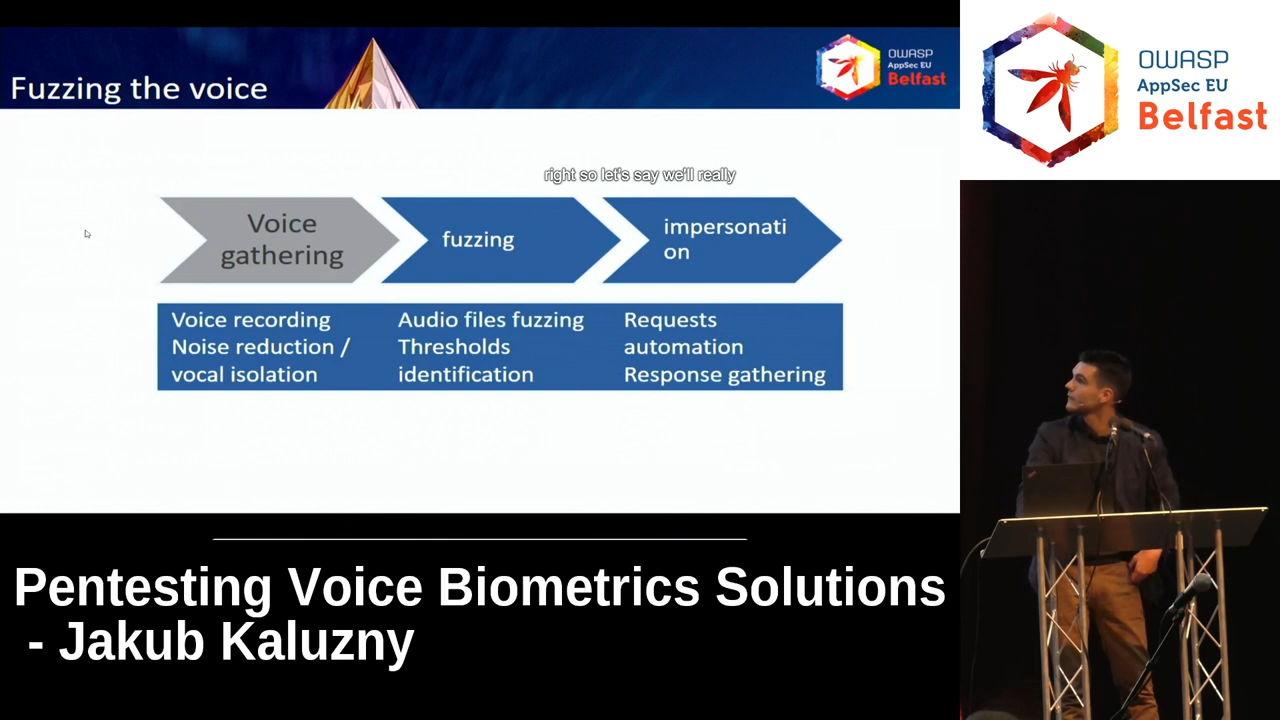 Fuzzing the voice
OWASP
AppSec EU
Belfast
OWASP
AppSec EU
Belfast
right so let's say we'll really
Voice
gathering
fuzzing
impersonati
on
Voice recording
Noise reduction /
vocal isolation
Audio files fuzzing
Thresholds
identification
Requests
automation
Response gathering
Pentesting Voice Biometrics Solutions
- Jakub Kaluzny